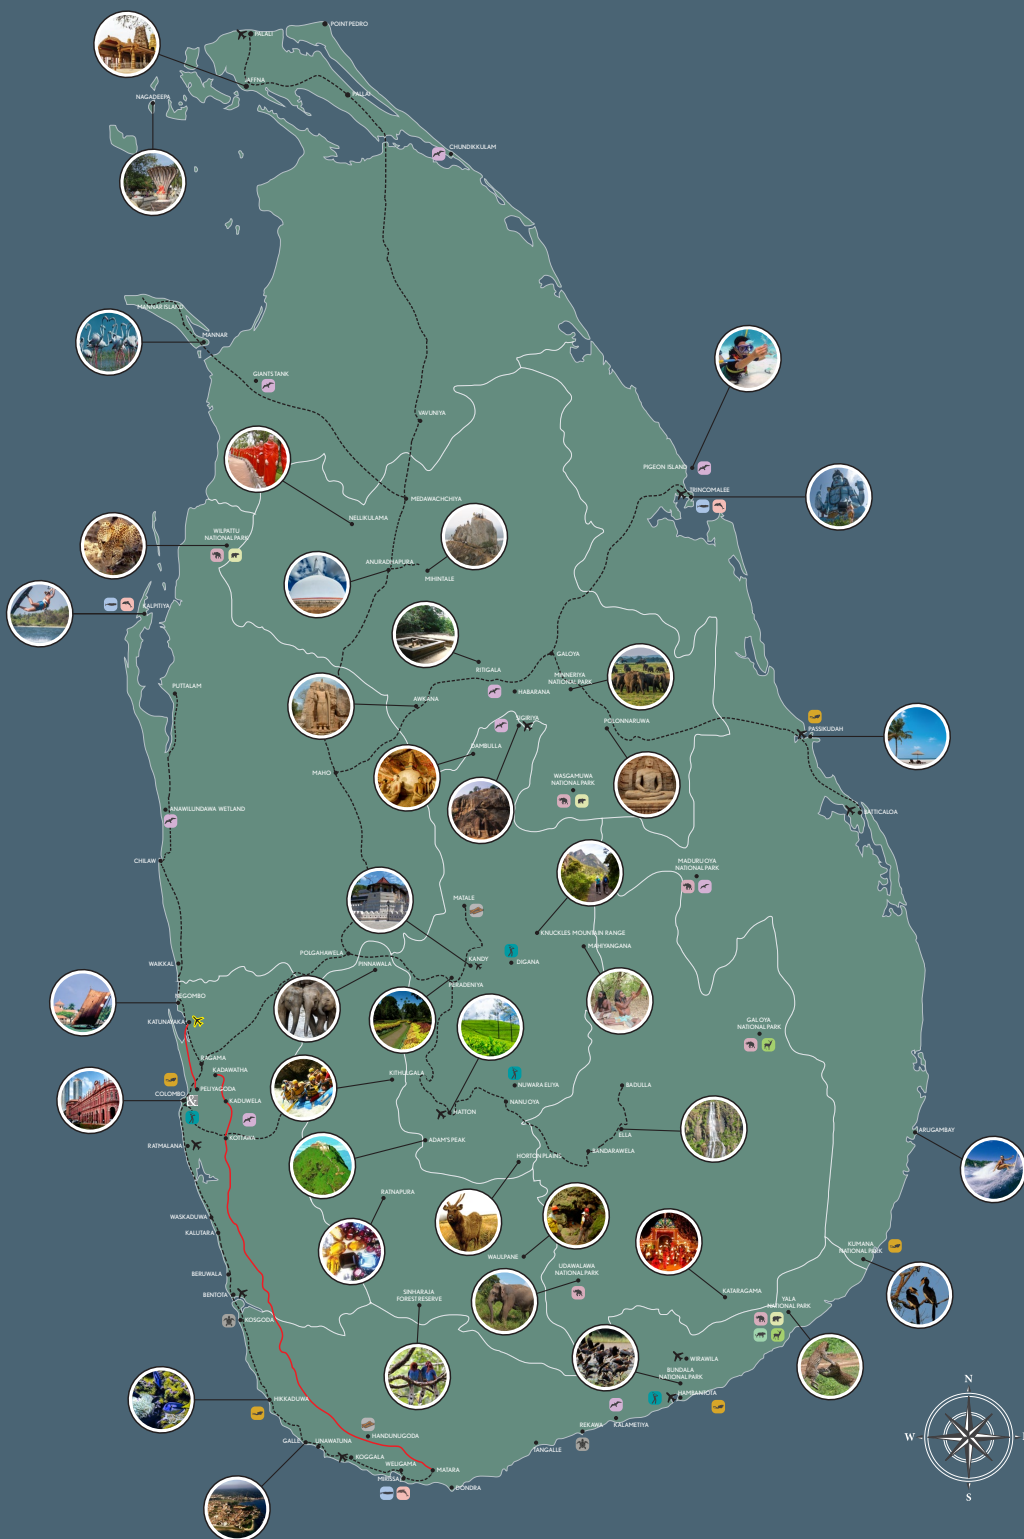 POINT PEDRO
PALALI
JAFFNA
PALLAI
NAGADEEPA
CHUNDIKKULAM
MANNAR ISLAND
MANNAR
GIANTS TANK
VAVUNIYA
PIGEON ISLAND
TRINCOMALEE
MEDAWACHCHIYA
NELLIKULAMA
WILPATTU
NATIONAL PARK
ANURADHAPURA
MIHINTALE
KALPITIYA
GALOYA
RITIGALA
MINNERIYA
NATIONAL PARK
PUTTALAM
HABARANA
AWKANA
SIGIRIYA
POLONNARUWA
PASSIKUDAH
DAMBULLA
MAHO
WASGAMUWA
NATIONAL PARK
ANAWILUNDAWA WETLAND
BATTICALOA
CHILAW
MADURU OYA
NATIONAL PARK
MATALE
KNUCKLES MOUNTAIN RANGE
MAHIYANGANA
POLGAHAWELA
KANDY
DIGANA
WAIKKAL
PINNAWALA
PERADENIYA
NEGOMBO
KATUNAYAKA
GALOYA
NATIONAL PARK
RAGAMA
KADAWATHA
KITHULGALA
PELIYAGODA
NUWARA ELIYA
BADULLA
COLOMBO
&
KADUWELA
NANU OYA
HATTON
KOTTAWA
ADAM'S PEAK
ELLA
ARUGAMBAY
RATMALANA
BANDARAWELA
HORTON PLAINS
RATNAPURA
WASKADUWA
KALUTARA
WAULPANE
KUMANA
NATIONAL PARK
UDAWALAWA
NATIONAL PARK
BERUWALA
BENTOTA
SINHARAJA
FOREST RESERVE
KATARAGAMA
YALA
NATIONAL PARK
KOSGODA
WIRAWILA
BUNDALA
NATIONAL PARK
HAMBANTOTA
HIKKADUWA
REKAWA
KALAMETIYA
GALLE
UNAWATUNA
HANDUNUGODA
TANGALLE
KOGGALA
WELIGAMA
MATARA
MIRISSA
DONDRA
N
W
S